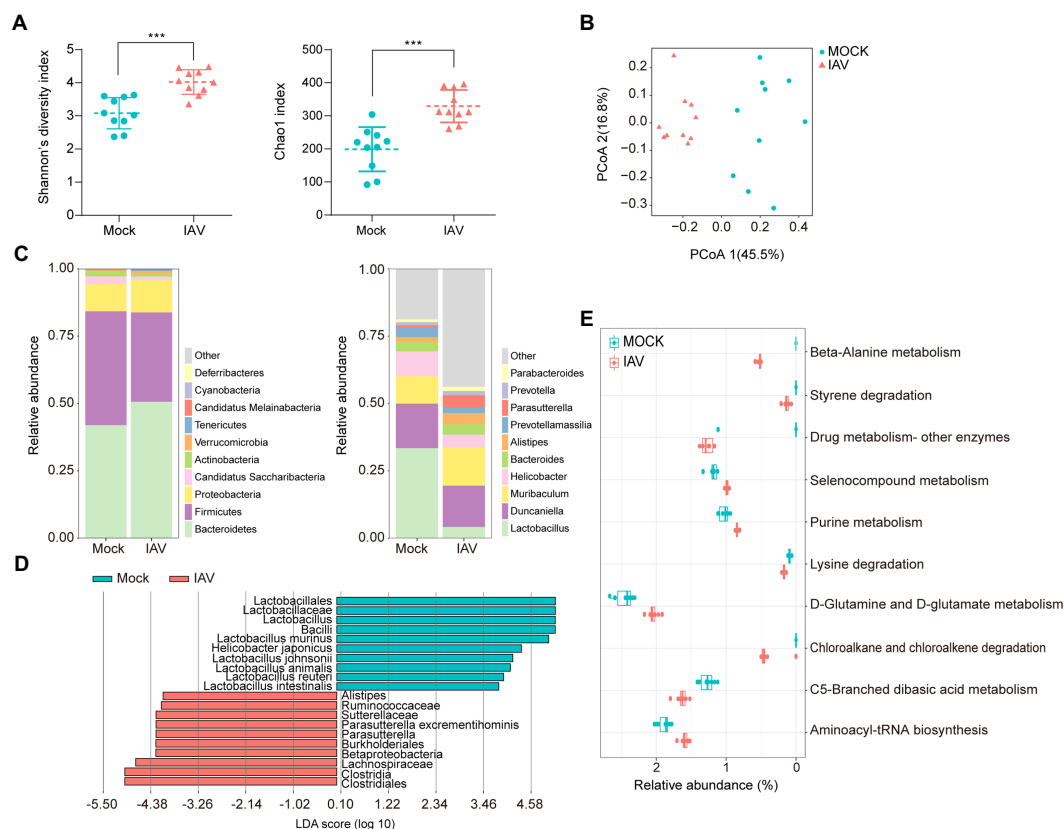 A
***
Shannon's diversity index
5
4
3
2
1
0
Mock
IAV
***
Chao1 index
500
400
300
200
100
0
Mock
IAV
B
MOCK
IAV
PCoA 2(16.8%)
0.2
0.1
0.0
−0.1
−0.2
−0.3
−0.2
0.0
0.2
0.4
PCoA 1(45.5%)
C
Relative abundance
1.00
0.75
0.50
0.25
0.00
Mock
IAV
Other
Deferribacteres
Cyanobacteria
Candidatus Melainabacteria
Tenericutes
Verrucomicrobia
Actinobacteria
Candidatus Saccharibacteria
Proteobacteria
Firmicutes
Bacteroidetes
Relative abundance
1.00
0.75
0.50
0.25
0.00
Mock
IAV
Other
Parabacteroides
Prevotella
Parasutterella
Prevotellamassilia
Alistipes
Bacteroides
Helicobacter
Muribaculum
Duncaniella
Lactobacillus
D
Mock
IAV
Lactobacillales
Lactobacillaceae
Lactobacillus
Bacilli
Lactobacillus murinus
Helicobacter japonicus
Lactobacillus johnsonii
Lactobacillus animalis
Lactobacillus reuteri
Lactobacillus intestinalis
Alistipes
Ruminococcaceae
Sutterellaceae
Parasutterella excrementihominis
Parasutterella
Burkholderiales
Betaproteobacteria
Lachnospiraceae
Clostridia
Clostridiales
-5.50
-4.38
-3.26
-2.14
-1.02
0.10
1.22
2.34
3.46
4.58
LDA score (log 10)
E
MOCK
IAV
Beta-Alanine metabolism
Styrene degradation
Drug metabolism- other enzymes
Selenocompound metabolism
Purine metabolism
Lysine degradation
D-Glutamine and D-glutamate metabolism
Chloroalkane and chloroalkene degradation
C5-Branched dibasic acid metabolism
Aminoacyl-tRNA biosynthesis
2
1
0
Relative abundance (%)